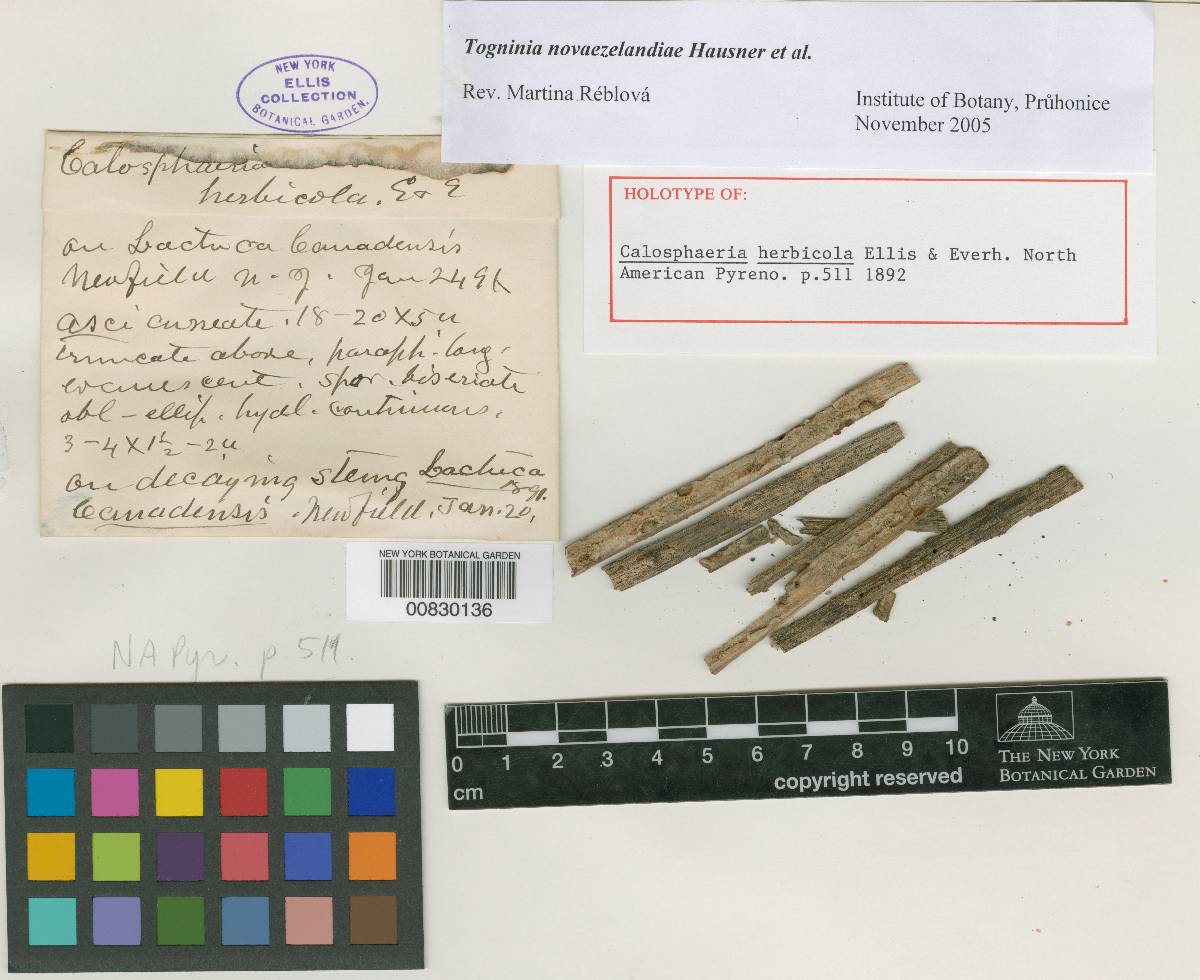 NEW YORK
ELLIS
COLLECTION
BOTANICAL GARDEN.
Togninia novaezelandiae Hausner et al.
Rev. Martina Réblová
Institute of Botany, Průhonice
November 2005
Calosphaeria
herbicola. E & E
on Lactuca Canadensis
Newfield N. J. Jan 24 91
asci cuneate. 18-20 x 5 u
truncate above, paraph. long.
evanescent. spor. biseriate
obl-ellip. hyal. continuous.
3-4 x 1½-2 u
on decaying stems Lactuca
Canadensis. Newfield, Jan. 20,
HOLOTYPE OF:
Calosphaeria herbicola Ellis & Everh. North
American Pyreno. p.511 1892
NEW YORK BOTANICAL GARDEN
00830136
NA Pyr. p. 511.
0 1 2 3 4 5 6 7 8 9 10
cm
copyright reserved
THE NEW YORK
BOTANICAL GARDEN